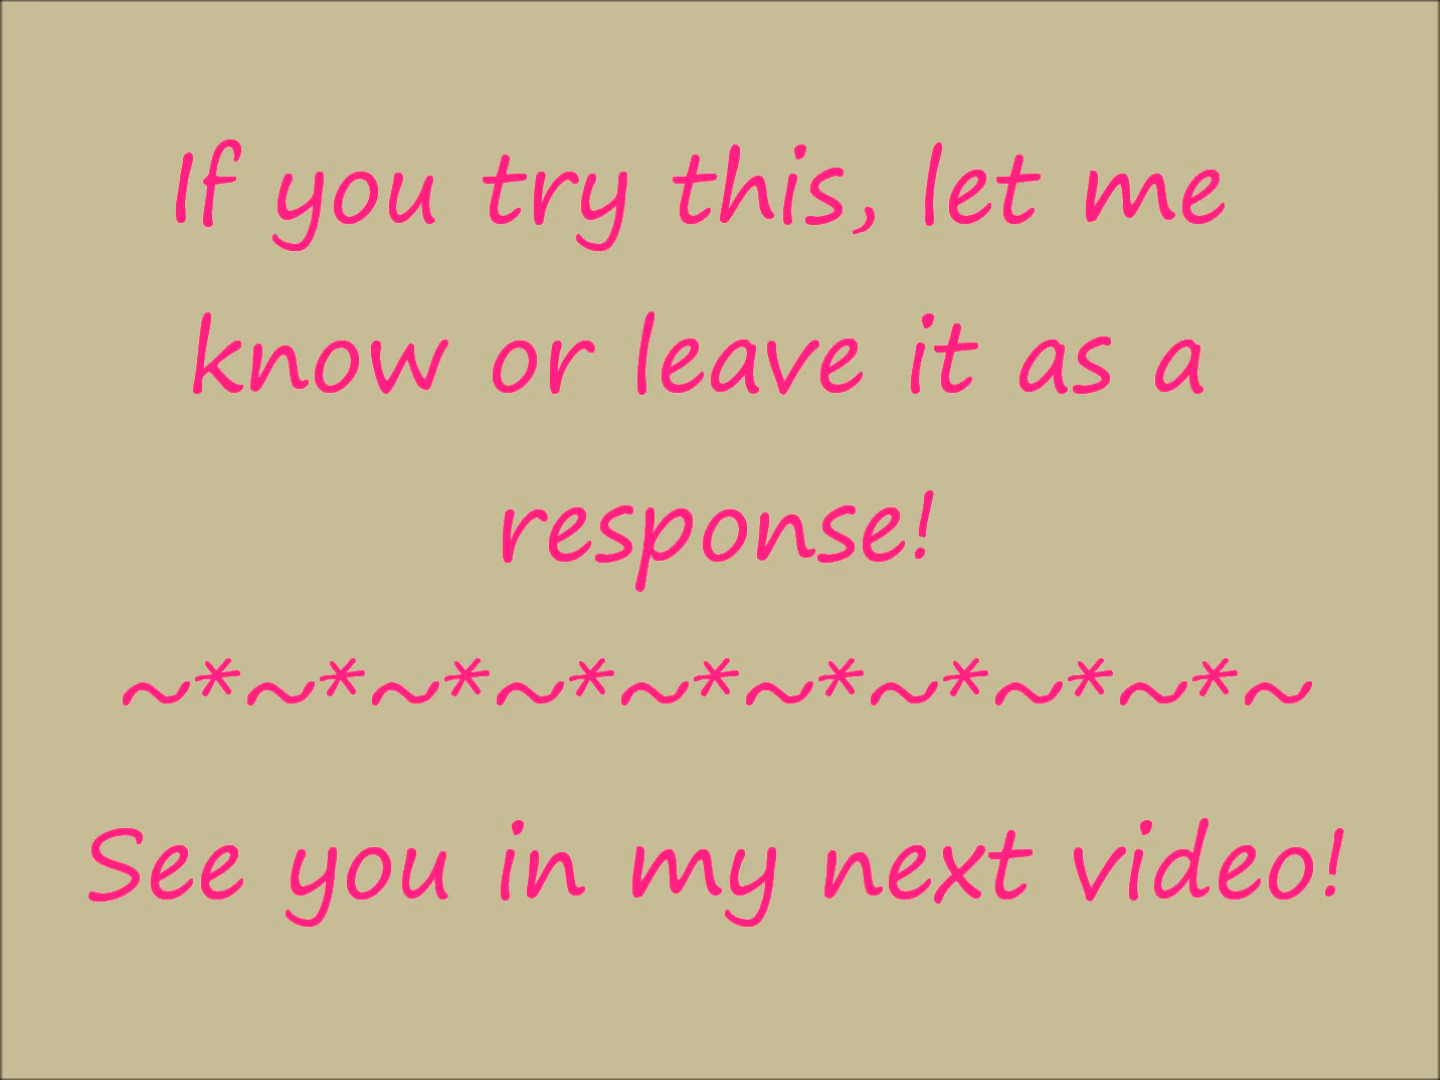 If you try this, let me
know or leave it as a
response!
~*~*~*~*~*~*~*~*~*~
See you in my next video!